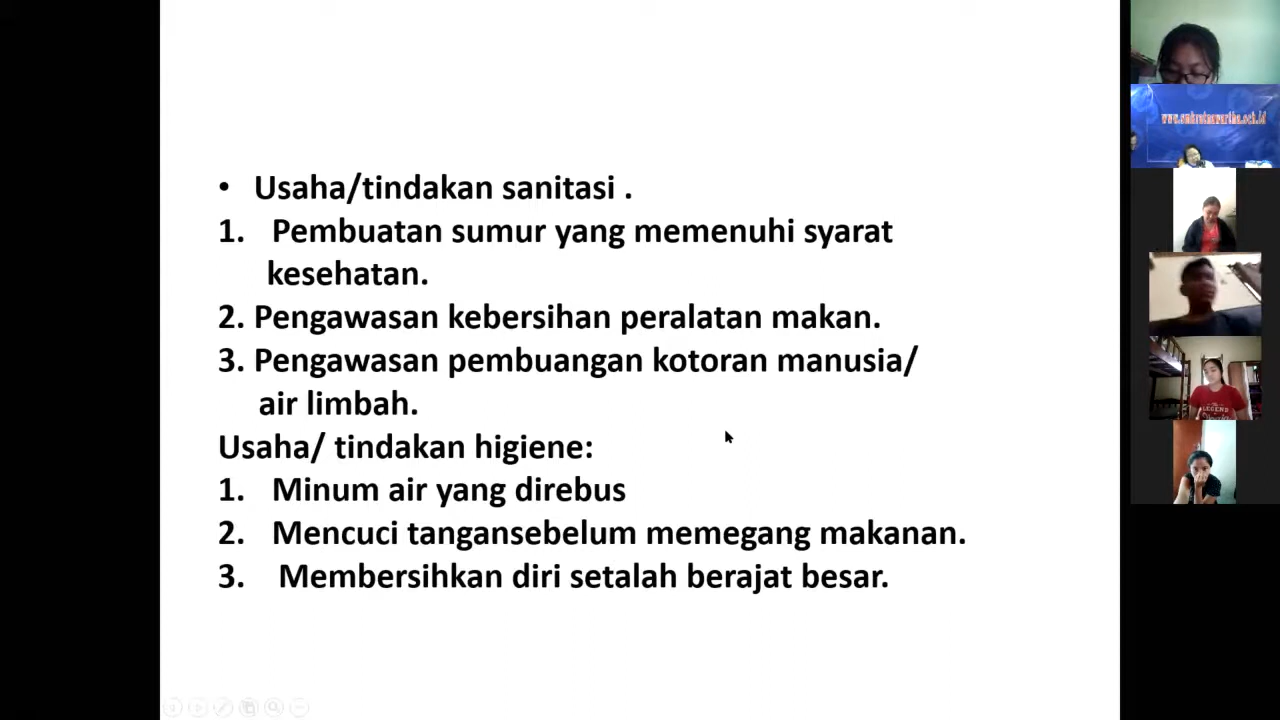 • Usaha/tindakan sanitasi .
1. Pembuatan sumur yang memenuhi syarat
kesehatan.
2. Pengawasan kebersihan peralatan makan.
3. Pengawasan pembuangan kotoran manusia/
air limbah.
Usaha/ tindakan higiene:
1. Minum air yang direbus
2. Mencuci tangansebelum memegang makanan.
3. Membersihkan diri setalah berajat besar.
LEGEND